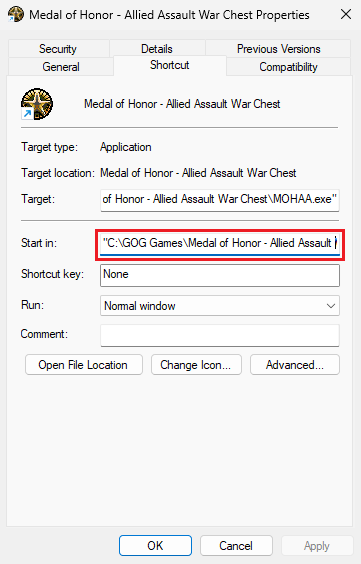 Medal of Honor - Allied Assault War Chest Properties
Security Details Previous Versions
General Shortcut Compatibility
Medal of Honor - Allied Assault War Chest
Target type: Application
Target location: Medal of Honor - Allied Assault War Chest
Target: of Honor - Allied Assault War Chest\MOHAA.exe"
Start in: "C:\GOG Games\Medal of Honor - Allied Assault
Shortcut key: None
Run: Normal window
Comment:
Open File Location Change Icon... Advanced...
OK Cancel Apply